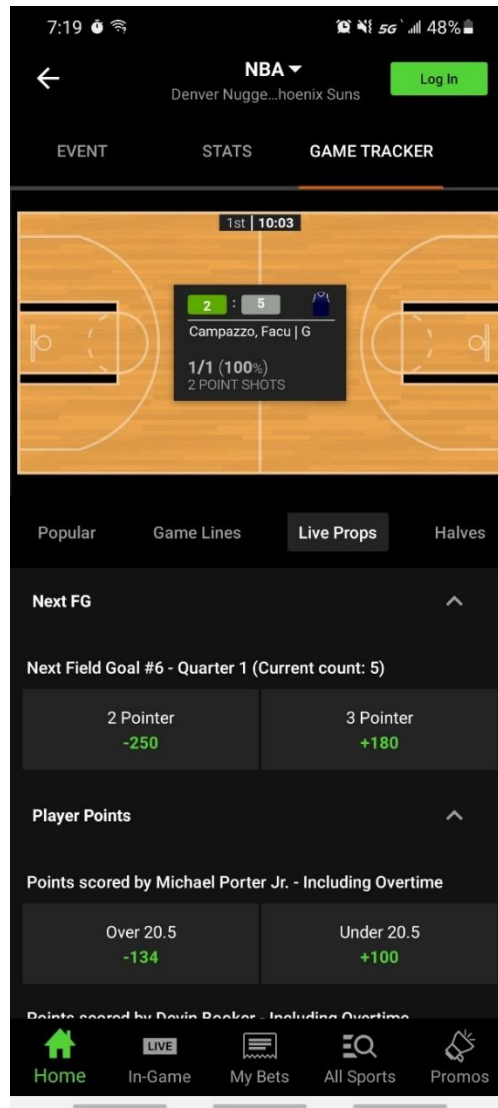 7:19 5G 48%
NBA
Denver Nugge...hoenix Suns
Log In
EVENT STATS GAME TRACKER
1st | 10:03
2 : 5
Campazzo, Facu | G
1/1 (100%)
2 POINT SHOTS
Popular Game Lines Live Props Halves
Next FG
Next Field Goal #6 - Quarter 1 (Current count: 5)
2 Pointer 3 Pointer
-250 +180
Player Points
Points scored by Michael Porter Jr. - Including Overtime
Over 20.5 Under 20.5
-134 +100
Points scored by Devin Booker - Including Overtime
LIVE
Home In-Game My Bets All Sports Promos